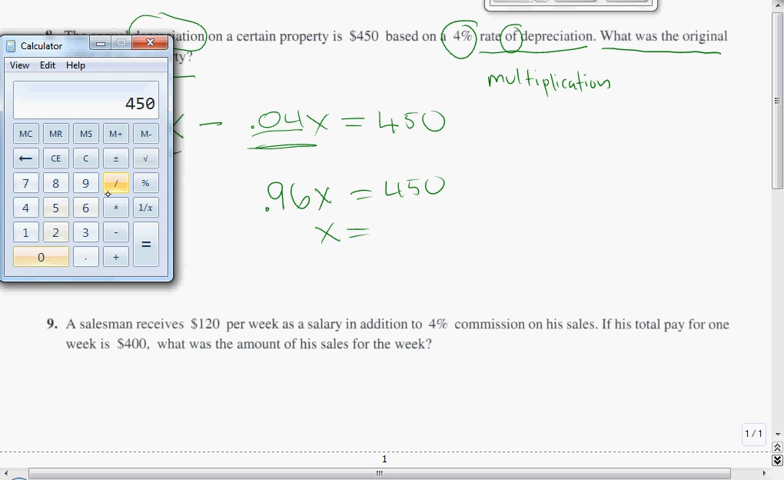 iation on a certain property is $450 based on a 4% rate of depreciation. What was the original
ty?
multiplication
x - .04x = 450
.96x = 450
x =
Calculator
View Edit Help
450
MC MR MS M+ M-
← CE C ± √
7 8 9 / %
4 5 6 * 1/x
1 2 3 - =
0 . +
9. A salesman receives $120 per week as a salary in addition to 4% commission on his sales. If his total pay for one
week is $400, what was the amount of his sales for the week?
1 / 1
1